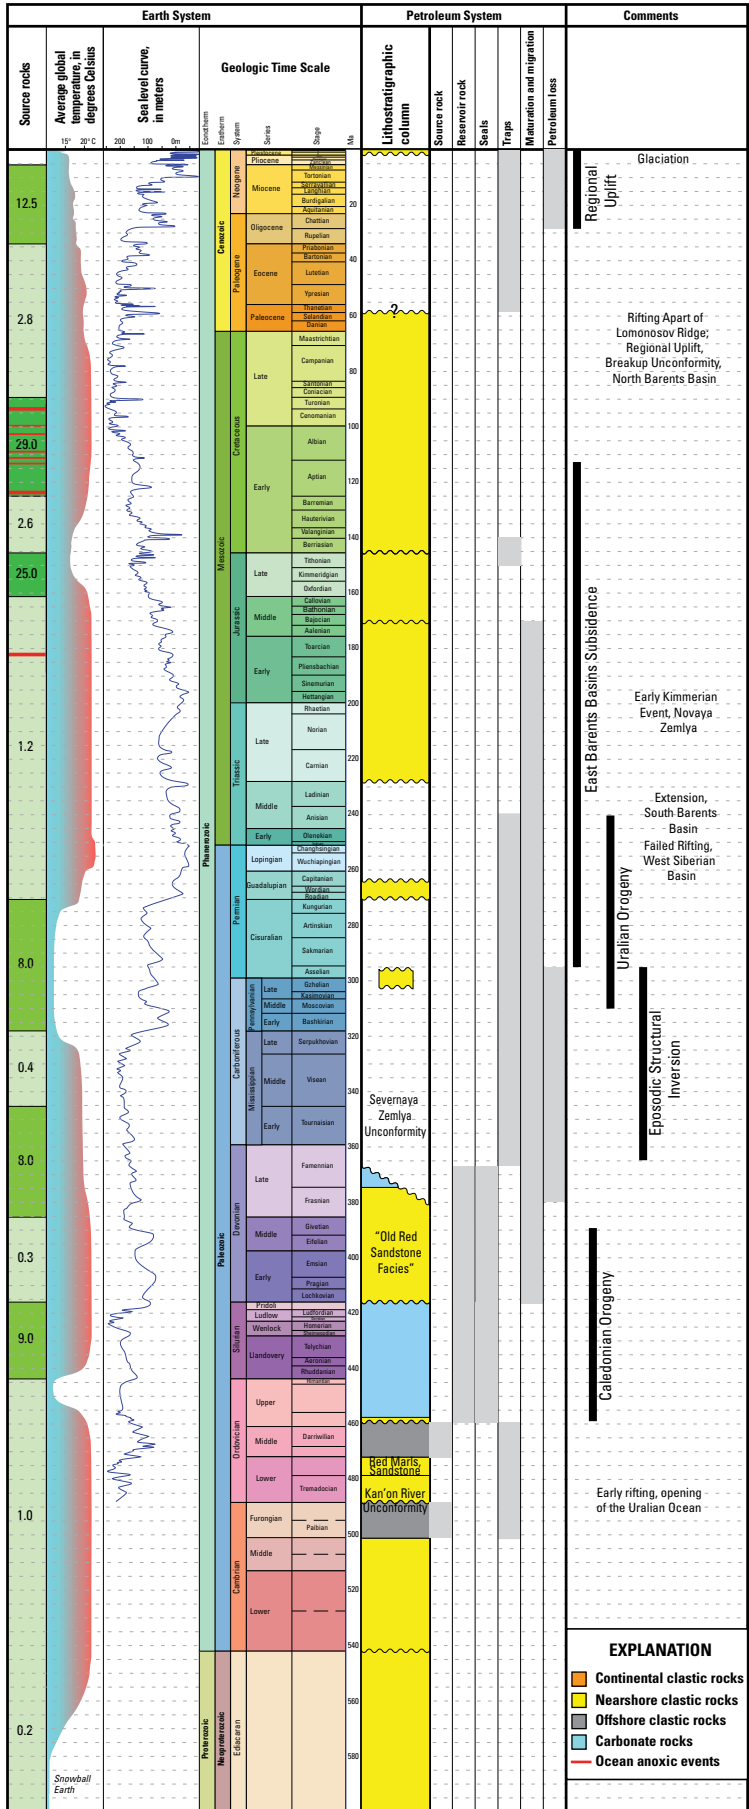 Earth System
Petroleum System
Comments
Source rocks
Average global
temperature, in
degrees Celsius
Sea level curve,
in meters
Geologic Time Scale
Lithostratigraphic
column
Source rock
Reservoir rock
Seals
Traps
Maturation and migration
Petroleum loss
15° 20° C
200 100 0m
Eonothem
Eratherm
System
Series
Stage
Ma
12.5
2.8
29.0
2.6
25.0
1.2
8.0
0.4
8.0
0.3
9.0
1.0
0.2
Snowball
Earth
Phanerozoic
Proterozoic
Cenozoic
Mesozoic
Paleozoic
Neoproterozoic
Neogene
Paleogene
Cretaceous
Jurassic
Triassic
Permian
Carboniferous
Devonian
Silurian
Ordovician
Cambrian
Ediacaran
Pennsylvanian
Mississippian
Pleistocene
Pliocene
Miocene
Oligocene
Eocene
Paleocene
Late
Early
Late
Middle
Early
Late
Middle
Early
Lopingian
Guadalupian
Cisuralian
Late
Middle
Early
Late
Middle
Early
Late
Middle
Early
Pridoli
Ludlow
Wenlock
Llandovery
Upper
Middle
Lower
Furongian
Middle
Lower
Zanclean
Messinian
Tortonian
Serravallian
Langhian
Burdigalian
Aquitanian
Chattian
Rupelian
Priabonian
Bartonian
Lutetian
Ypresian
Thanetian
Selandian
Danian
Maastrichtian
Campanian
Santonian
Coniacian
Turonian
Cenomanian
Albian
Aptian
Barremian
Hauterivian
Valanginian
Berriasian
Tithonian
Kimmeridgian
Oxfordian
Callovian
Bathonian
Bajocian
Aalenian
Toarcian
Pliensbachian
Sinemurian
Hettangian
Rhaetian
Norian
Carnian
Ladinian
Anisian
Olenekian
Changhsingian
Wuchiapingian
Capitanian
Wordian
Roadian
Kungurian
Artinskian
Sakmarian
Asselian
Gzhelian
Kasimovian
Moscovian
Bashkirian
Serpukhovian
Visean
Tournaisian
Famennian
Frasnian
Givetian
Eifelian
Emsian
Pragian
Lochkovian
Ludfordian
Homerian
Telychian
Aeronian
Rhuddanian
Hirnantian
Darriwilian
Tremadocian
Paibian
20
40
60
80
100
120
140
160
180
200
220
240
260
280
300
320
340
360
380
400
420
440
460
480
500
520
540
560
580
?
Severnaya
Zemlya
Unconformity
"Old Red
Sandstone
Facies"
Red Marls,
Sandstone
Kan'on River
Unconformity
Regional
Uplift
East Barents Basins Subsidence
Uralian Orogeny
Eposodic Structural
Inversion
Caledonian Orogeny
Glaciation
Rifting Apart of
Lomonosov Ridge;
Regional Uplift,
Breakup Unconformity,
North Barents Basin
Early Kimmerian
Event, Novaya
Zemlya
Extension,
South Barents
Basin
Failed Rifting,
West Siberian
Basin
Early rifting, opening
of the Uralian Ocean
EXPLANATION
Continental clastic rocks
Nearshore clastic rocks
Offshore clastic rocks
Carbonate rocks
Ocean anoxic events